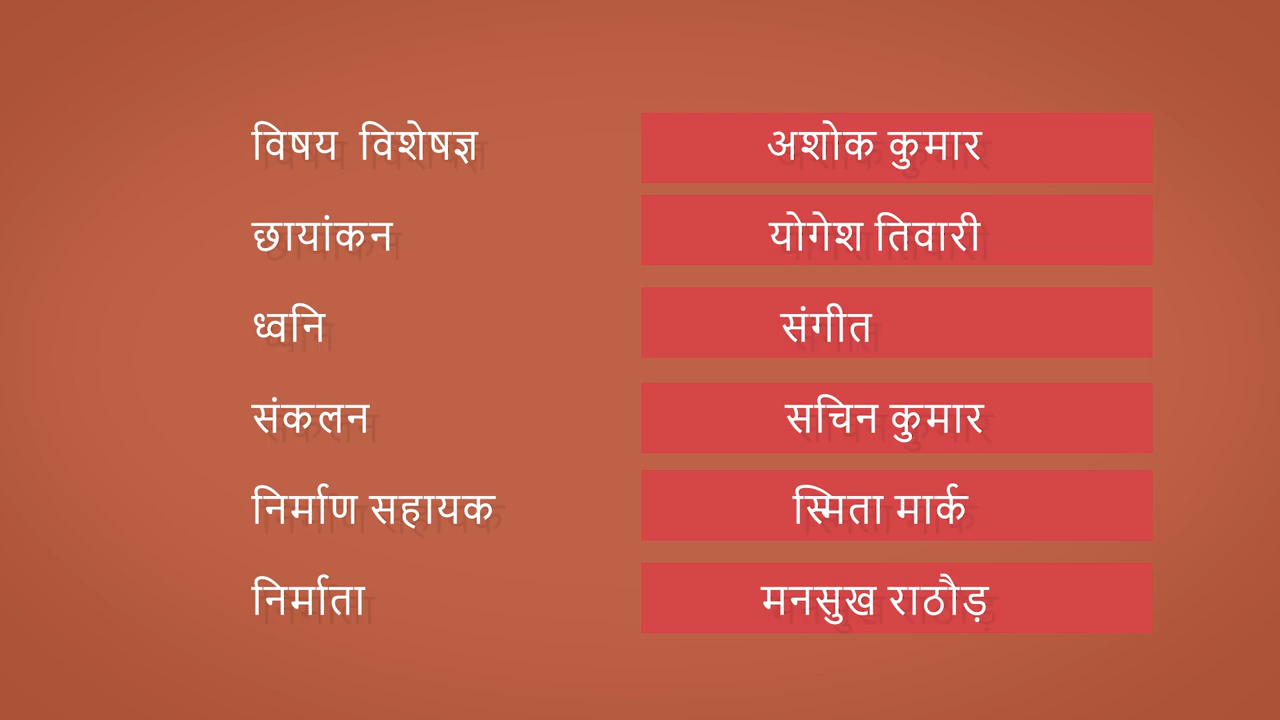 विषय विशेषज्ञ अशोक कुमार
छायांकन योगेश तिवारी
ध्वनि संगीत
संकलन सचिन कुमार
निर्माण सहायक स्मिता मार्क
निर्माता मनसुख राठौड़